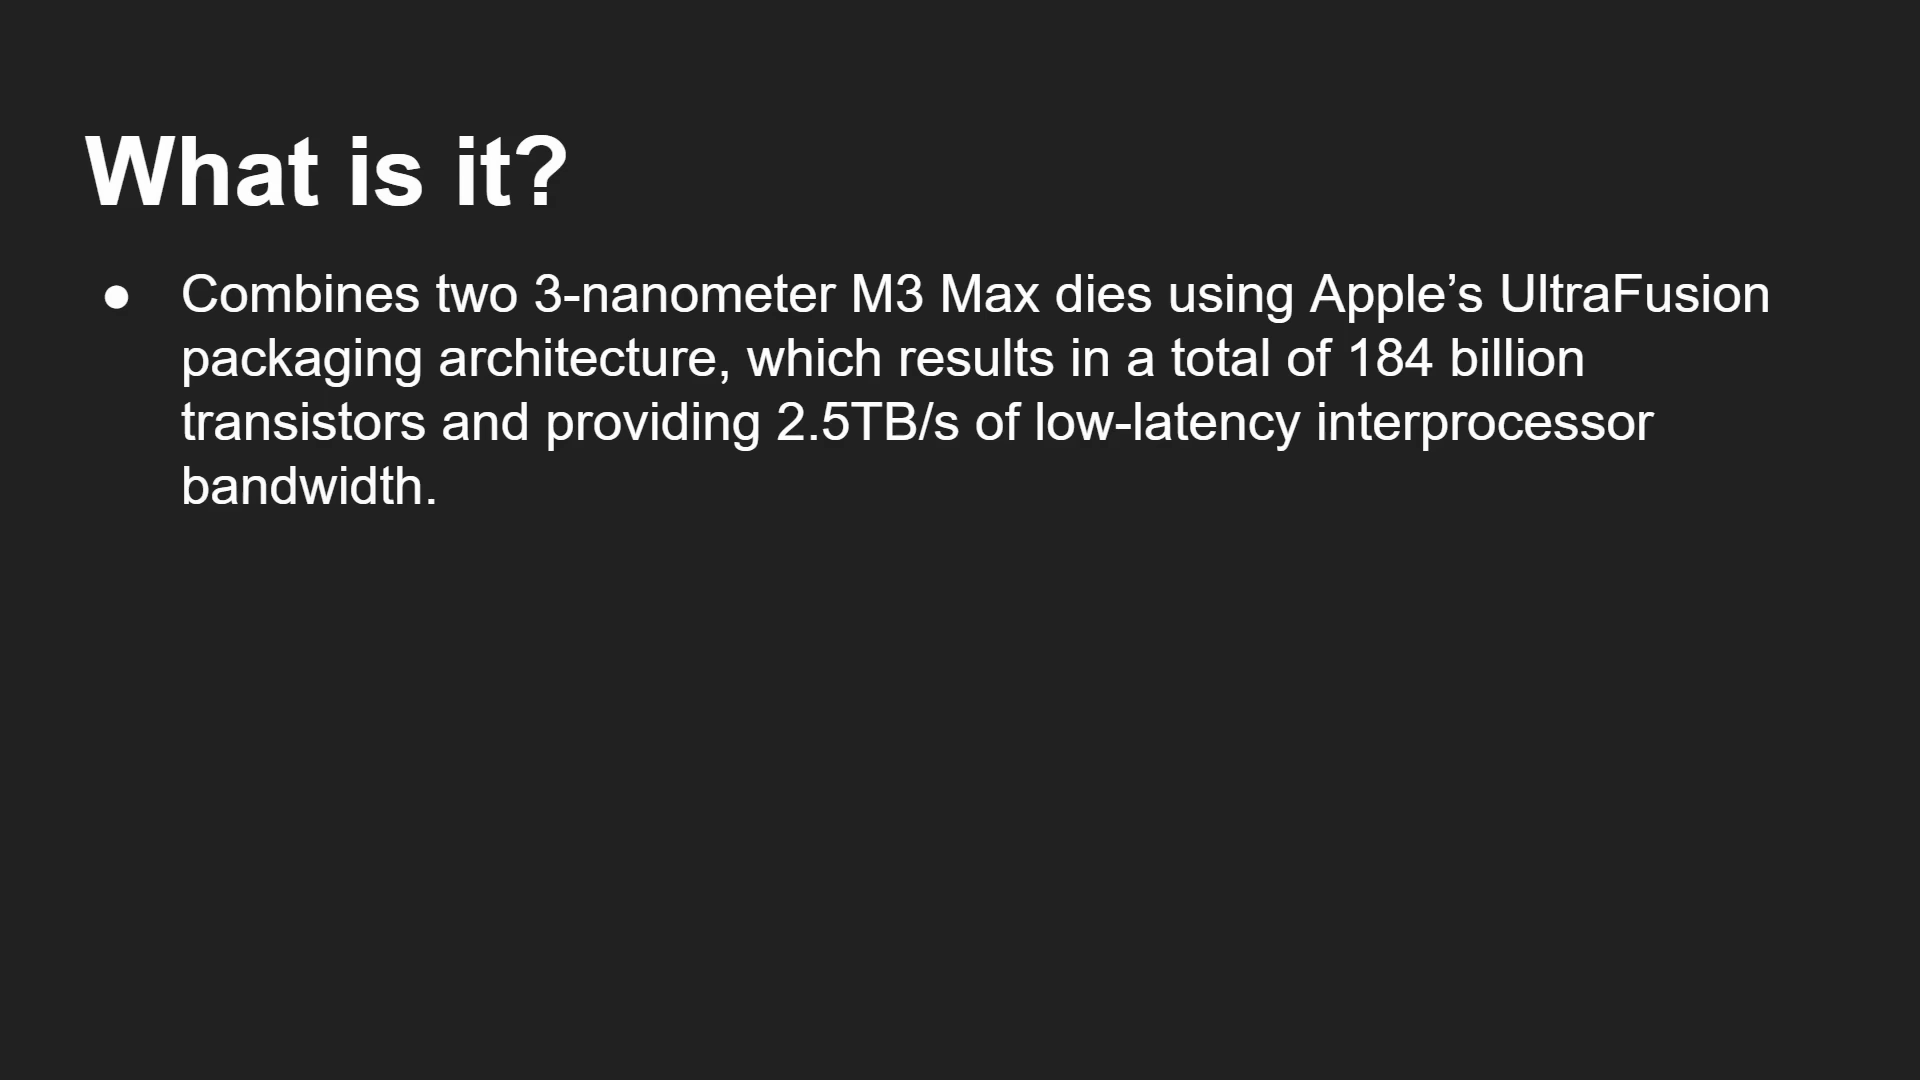 What is it?
● Combines two 3-nanometer M3 Max dies using Apple’s UltraFusion
packaging architecture, which results in a total of 184 billion
transistors and providing 2.5TB/s of low-latency interprocessor
bandwidth.